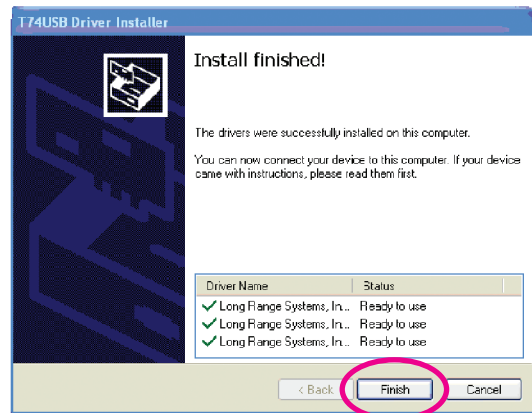 T74USB Driver Installer
Install finished!
The drivers were successfully installed on this computer.
You can now connect your device to this computer. If your device
came with instructions, please read them first.
Driver Name Status
Long Range Systems, In... Ready to use
Long Range Systems, In... Ready to use
Long Range Systems, In... Ready to use
< Back Finish Cancel